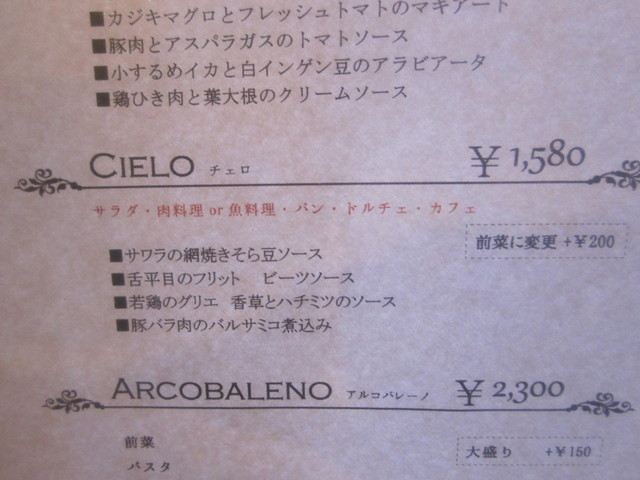 ■カジキマグロとフレッシュトマトのマキアート
■豚肉とアスパラガスのトマトソース
■小するめイカと白インゲン豆のアラビアータ
■鶏ひき肉と葉大根のクリームソース
CIELO チェロ ¥1,580
サラダ・肉料理 or 魚料理・パン・ドルチェ・カフェ
前菜に変更 +¥200
■サワラの網焼きそら豆ソース
■舌平目のフリット ビーツソース
■若鶏のグリエ 香草とハチミツのソース
■豚バラ肉のバルサミコ煮込み
ARCOBALENO アルコバレーノ ¥2,300
前菜
大盛り +¥150
パスタ